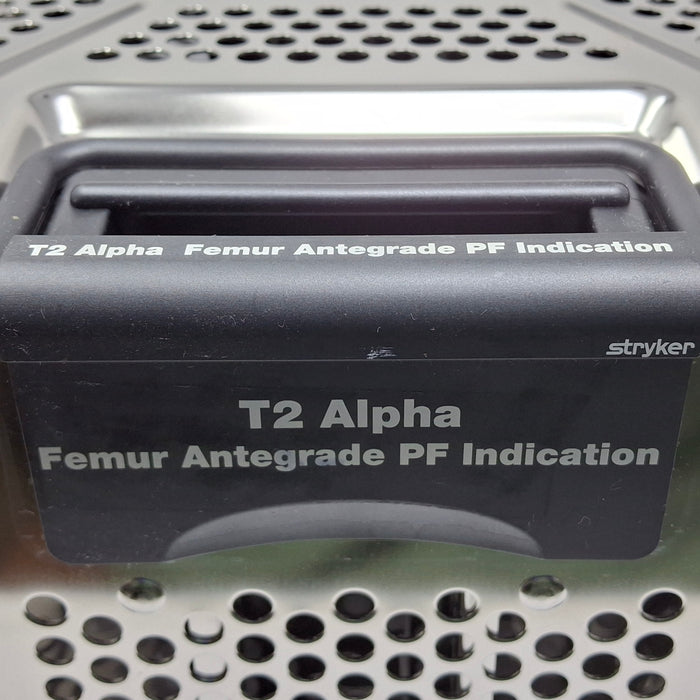 T2 Alpha Femur Antegrade PF Indication
stryker
T2 Alpha
Femur Antegrade PF Indication